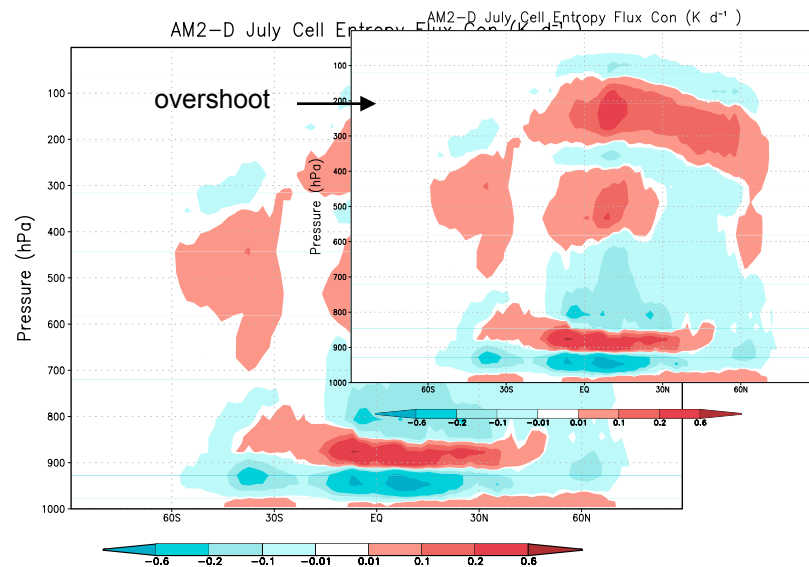 AM2-D July Cell Entropy Flux Con (K d⁻¹ )
AM2-D July Cell Entropy Flux Con (K d⁻¹ )
overshoot
Pressure (hPa)
100
200
300
400
500
600
700
800
900
1000
60S 30S EQ 30N 60N
−0.6 −0.2 −0.1 −0.01 0.01 0.1 0.2 0.6
Pressure (hPa)
100
200
300
400
500
600
700
800
900
1000
60S 30S EQ 30N 60N
−0.6 −0.2 −0.1 −0.01 0.01 0.1 0.2 0.6